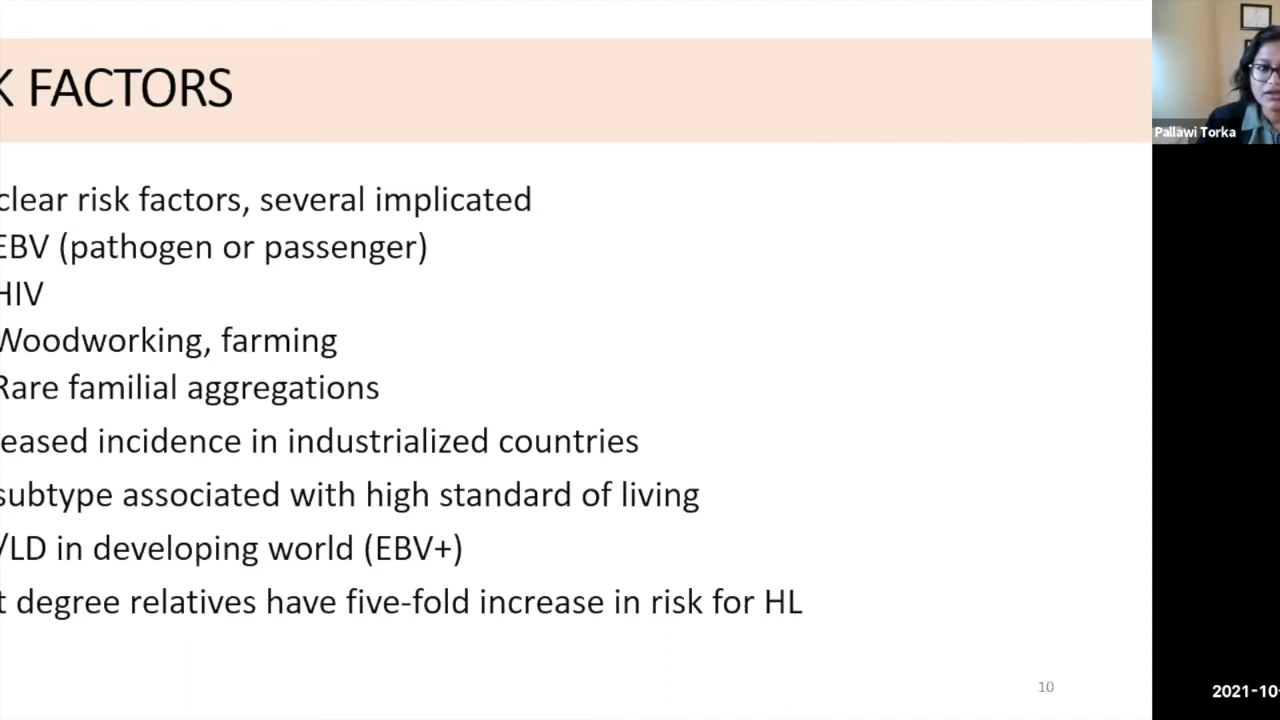 K FACTORS
clear risk factors, several implicated
EBV (pathogen or passenger)
HIV
Woodworking, farming
Rare familial aggregations
eased incidence in industrialized countries
subtype associated with high standard of living
/LD in developing world (EBV+)
t degree relatives have five-fold increase in risk for HL
10
Pallawi Torka
2021-10-